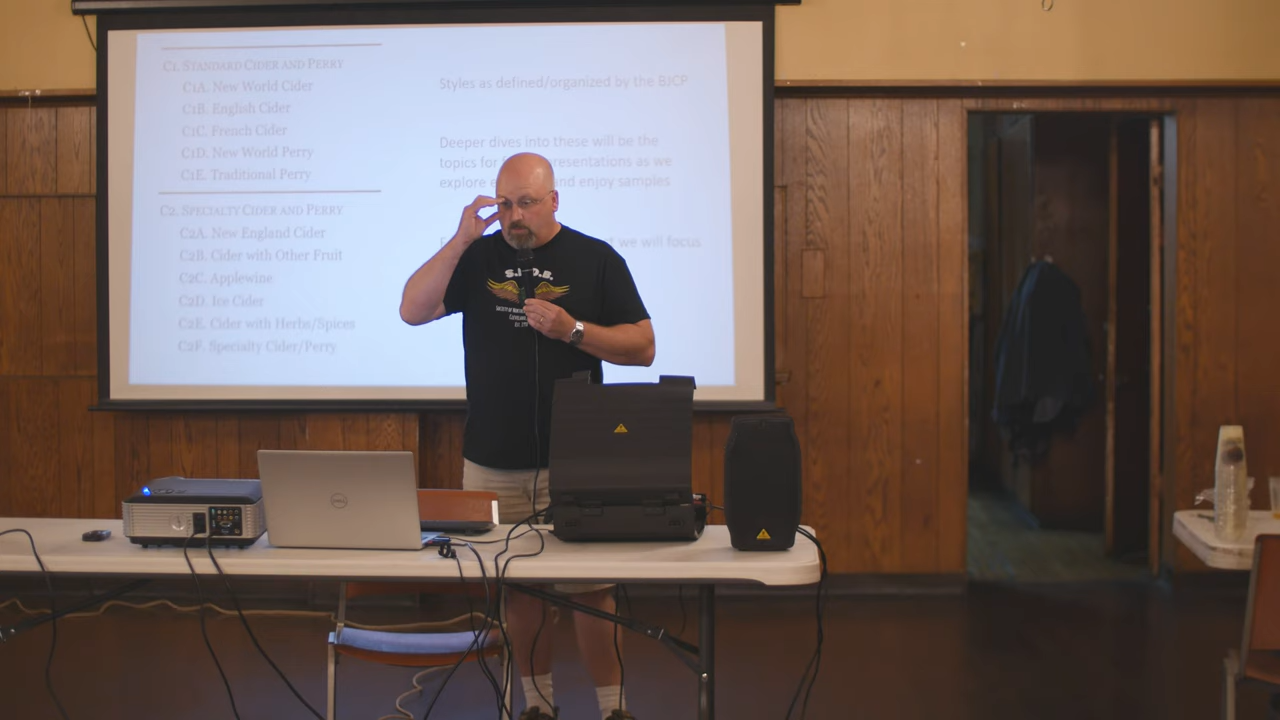 C1. STANDARD CIDER AND PERRY
C1A. New World Cider
C1B. English Cider
C1C. French Cider
C1D. New World Perry
C1E. Traditional Perry
C2. SPECIALTY CIDER AND PERRY
C2A. New England Cider
C2B. Cider with Other Fruit
C2C. Applewine
C2D. Ice Cider
C2E. Cider with Herbs/Spices
C2F. Specialty Cider/Perry
Styles as defined/organized by the BJCP
Deeper dives into these will be the
topics for presentations as we
explore and enjoy samples
we will focus
DELL